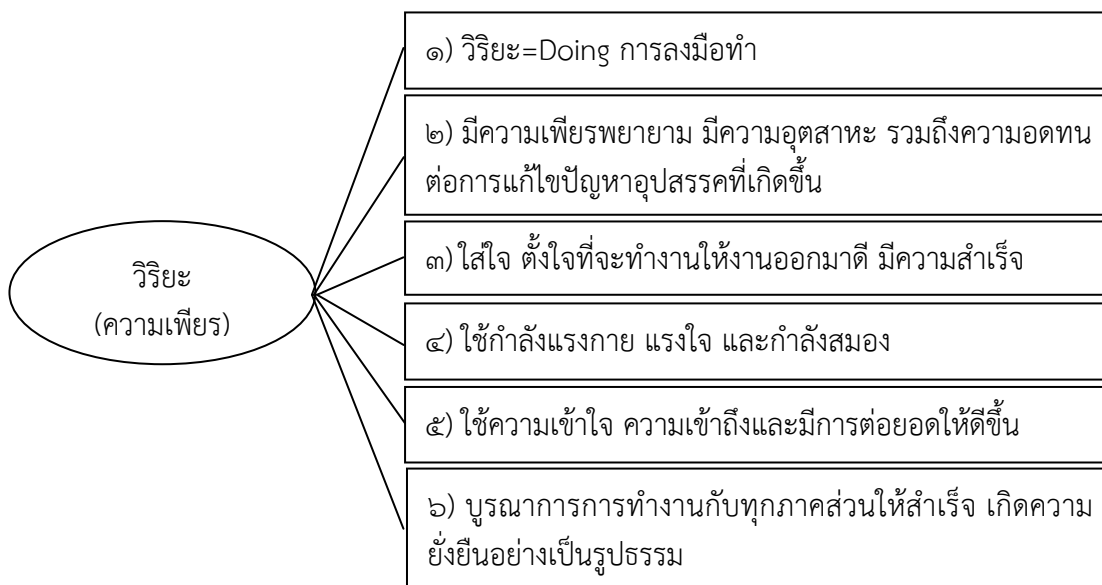 วิริยะ
(ความเพียร)
๑) วิริยะ=Doing การลงมือทำ
๒) มีความเพียรพยายาม มีความอุตสาหะ รวมถึงความอดทน
ต่อการแก้ไขปัญหาอุปสรรคที่เกิดขึ้น
๓) ใส่ใจ ตั้งใจที่จะทำงานให้งานออกมาดี มีความสำเร็จ
๔) ใช้กำลังแรงกาย แรงใจ และกำลังสมอง
๕) ใช้ความเข้าใจ ความเข้าถึงและมีการต่อยอดให้ดีขึ้น
๖) บูรณาการการทำงานกับทุกภาคส่วนให้สำเร็จ เกิดความ
ยั่งยืนอย่างเป็นรูปธรรม